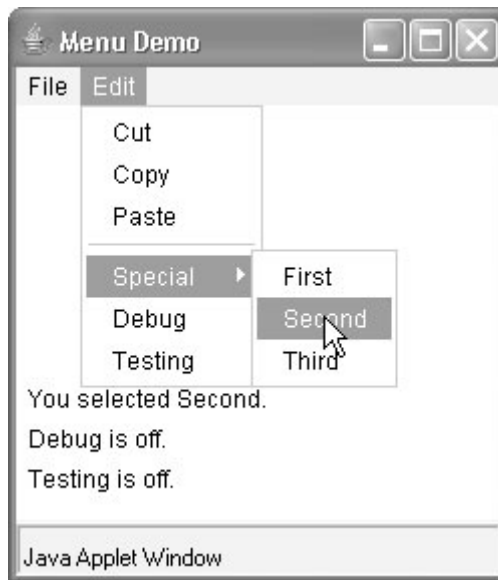 Menu Demo
File Edit
Cut
Copy
Paste
Special
First
Debug
Second
Testing
Third
You selected Second.
Debug is off.
Testing is off.
Java Applet Window